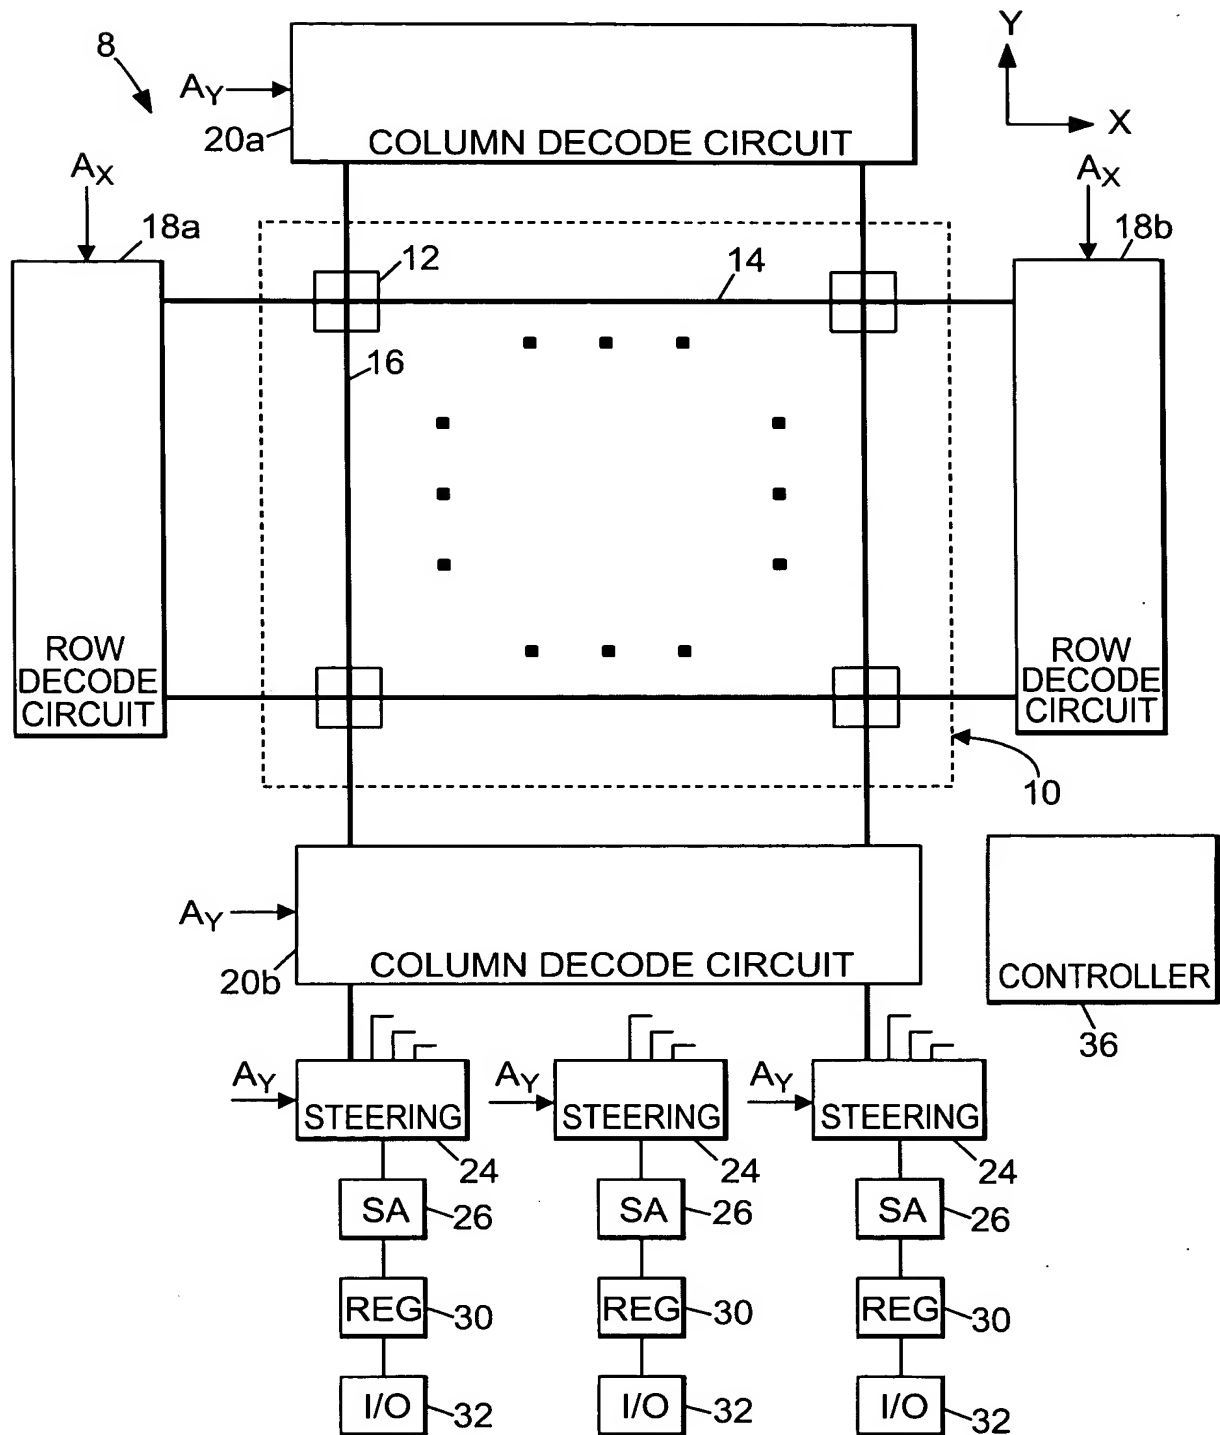 8
Y
X
AY
20a
COLUMN DECODE CIRCUIT
AX
18a
AX
18b
12
14
16
ROW
DECODE
CIRCUIT
ROW
DECODE
CIRCUIT
10
AY
20b
COLUMN DECODE CIRCUIT
CONTROLLER
36
AY
STEERING
24
AY
STEERING
24
AY
STEERING
24
SA
26
SA
26
SA
26
REG
30
REG
30
REG
30
I/O
32
I/O
32
I/O
32